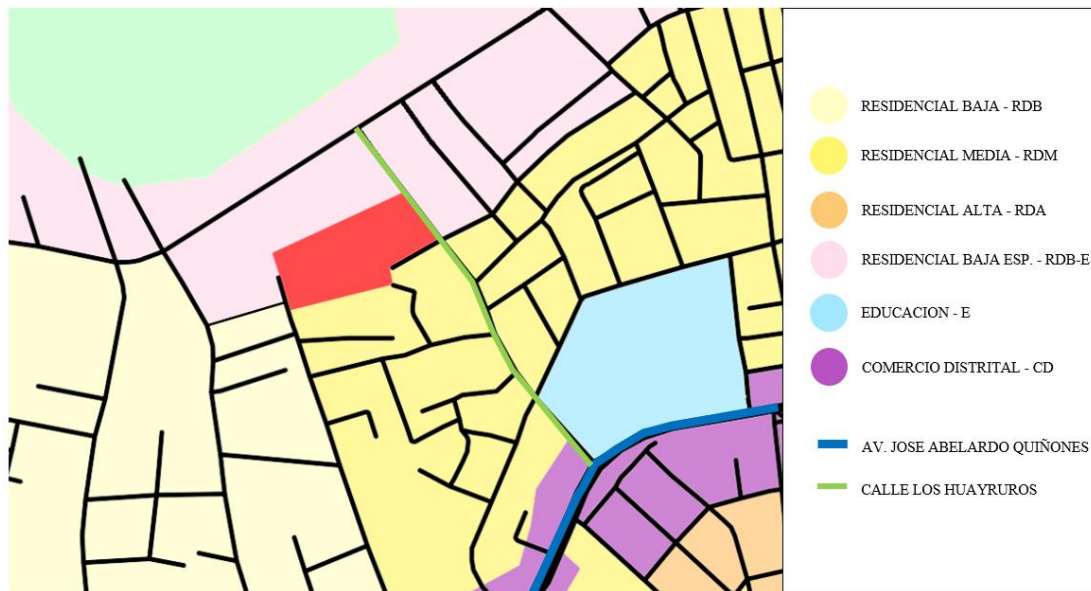 RESIDENCIAL BAJA - RDB
RESIDENCIAL MEDIA - RDM
RESIDENCIAL ALTA - RDA
RESIDENCIAL BAJA ESP. - RDB-E
EDUCACION - E
COMERCIO DISTRITAL - CD
AV. JOSE ABELARDO QUIÑONES
CALLE LOS HUAYRUROS